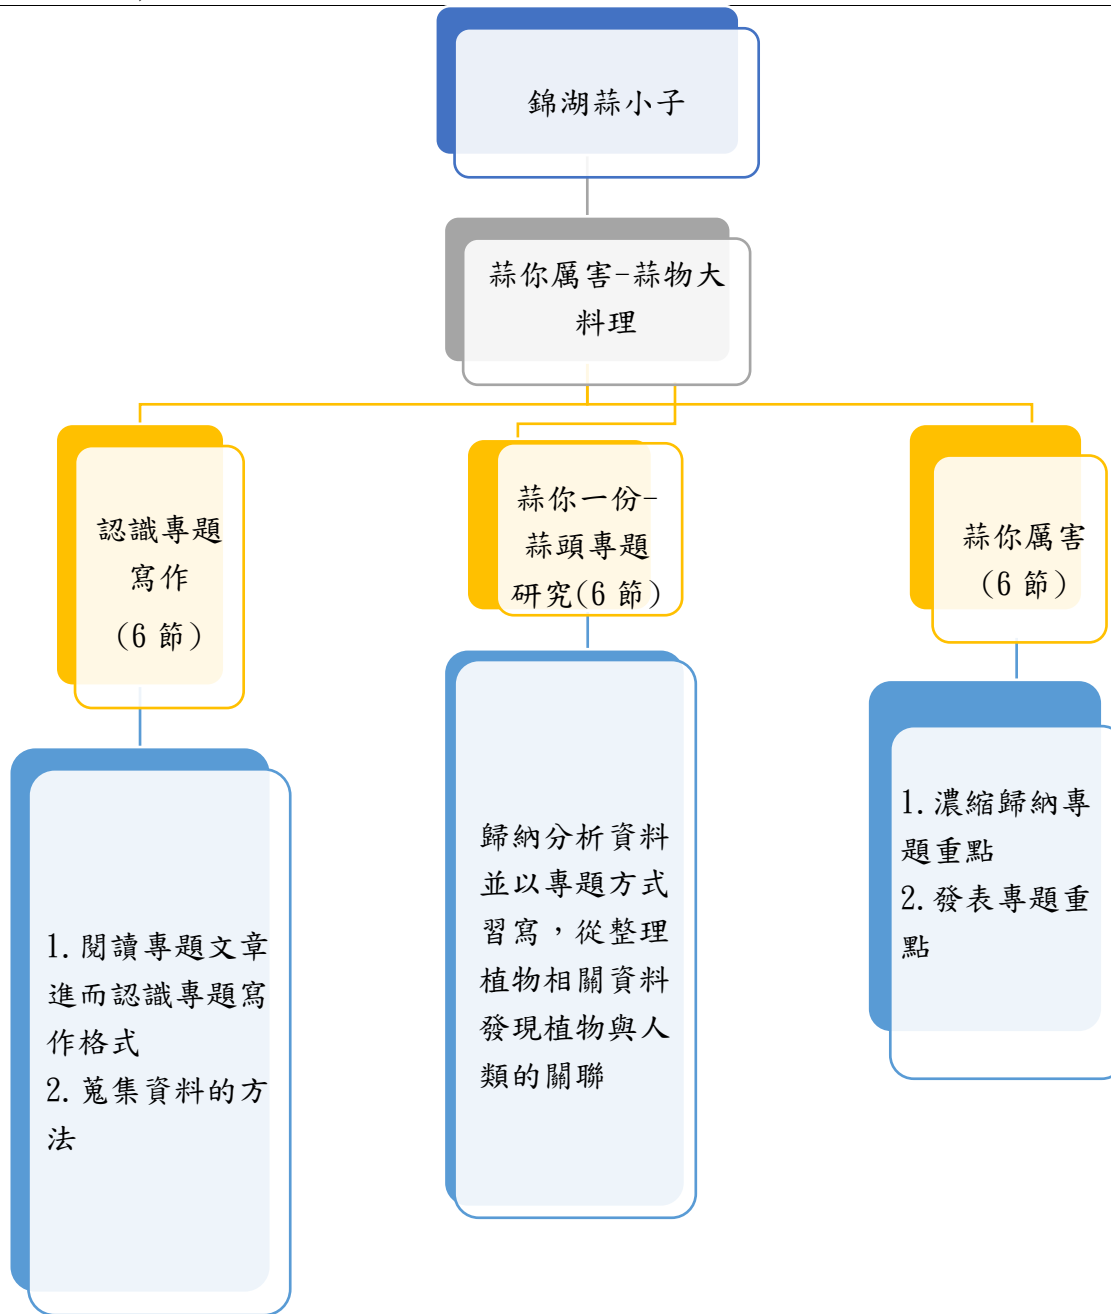 錦湖蒜小子
蒜你厲害-蒜物大
料理
認識專題
寫作
(6 節)
蒜你一份-
蒜頭專題
研究(6 節)
蒜你厲害
(6 節)
1. 閱讀專題文章
進而認識專題寫
作格式
2. 蒐集資料的方
法
歸納分析資料
並以專題方式
習寫，從整理
植物相關資料
發現植物與人
類的關聯
1. 濃縮歸納專
題重點
2. 發表專題重
點